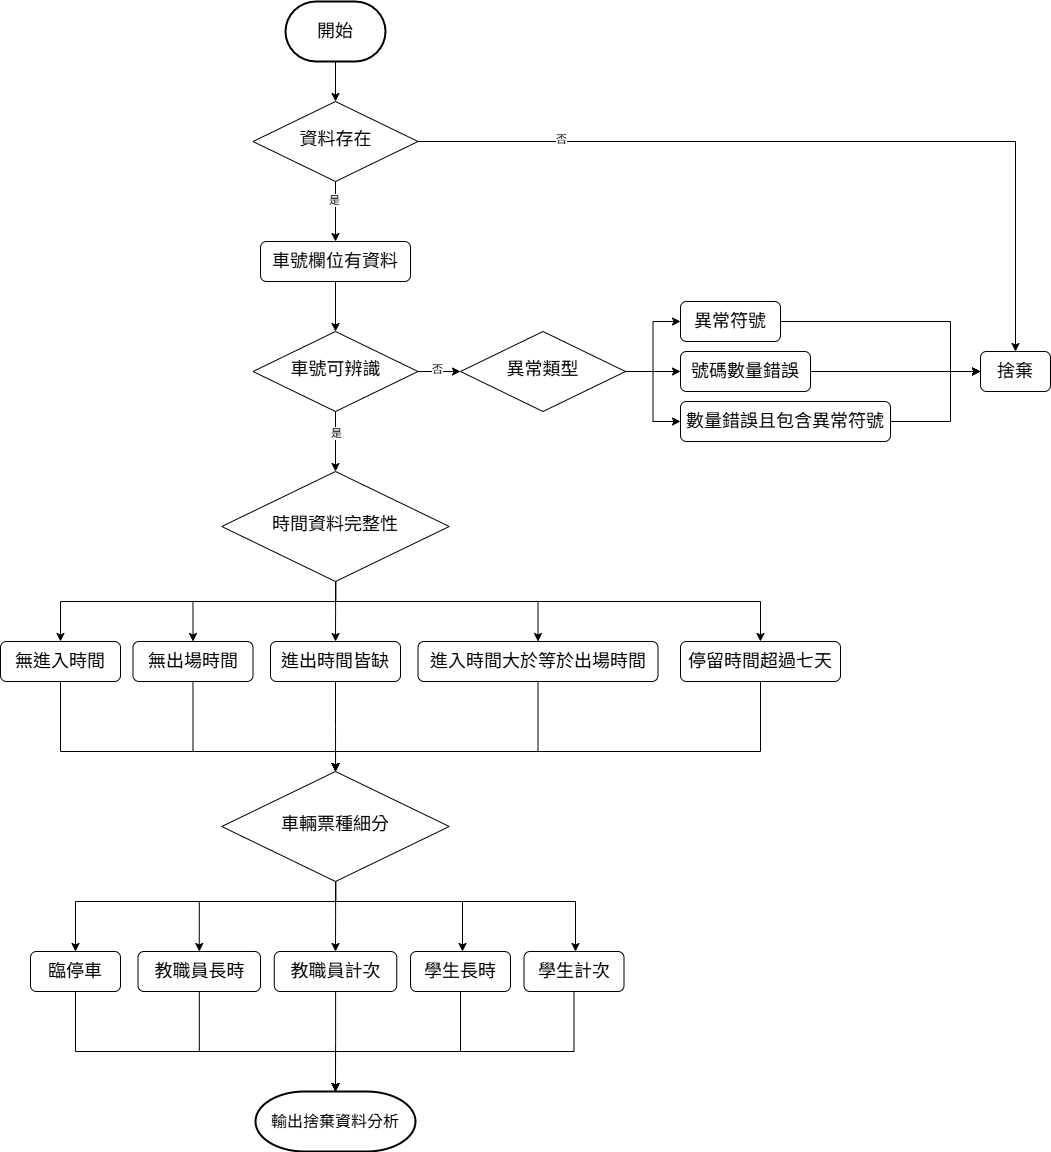 開始
資料存在
否
是
車號欄位有資料
車號可辨識
否
異常類型
異常符號
號碼數量錯誤
數量錯誤且包含異常符號
捨棄
是
時間資料完整性
無進入時間
無出場時間
進出時間皆缺
進入時間大於等於出場時間
停留時間超過七天
車輛票種細分
臨停車
教職員長時
教職員計次
學生長時
學生計次
輸出捨棄資料分析